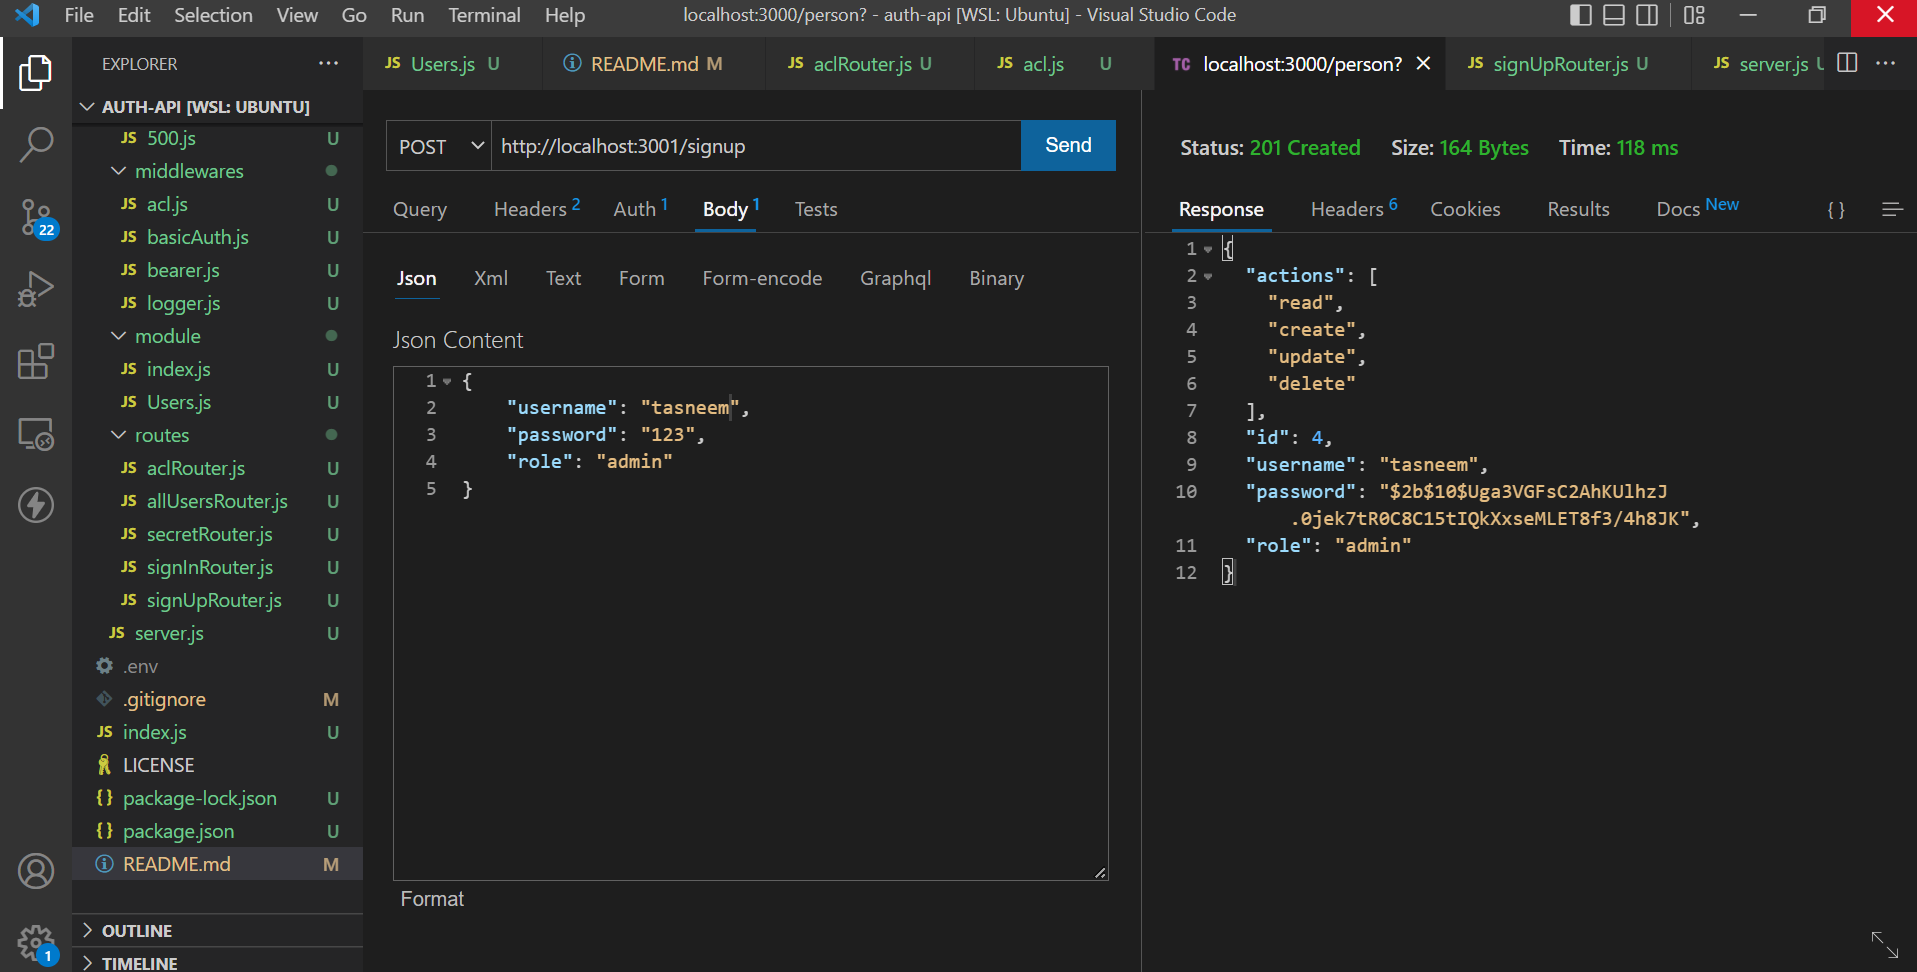 File Edit Selection View Go Run Terminal Help
localhost:3000/person? - auth-api [WSL: Ubuntu] - Visual Studio Code
EXPLORER
AUTH-API [WSL: UBUNTU]
JS 500.js U
middlewares
JS acl.js U
JS basicAuth.js U
JS bearer.js U
JS logger.js U
module
JS index.js U
JS Users.js U
routes
JS aclRouter.js U
JS allUsersRouter.js U
JS secretRouter.js U
JS signInRouter.js U
JS signUpRouter.js U
JS server.js U
.env
.gitignore M
JS index.js U
LICENSE
{} package-lock.json U
{} package.json U
README.md M
OUTLINE
TIMELINE
22
1
JS Users.js U
README.md M
JS aclRouter.js U
JS acl.js U
TC localhost:3000/person?
JS signUpRouter.js U
JS server.js U
POST http://localhost:3001/signup Send
Query Headers 2 Auth 1 Body 1 Tests
Json Xml Text Form Form-encode Graphql Binary
Json Content
1 {
2 "username": "tasneem",
3 "password": "123",
4 "role": "admin"
5 }
Format
Status: 201 Created Size: 164 Bytes Time: 118 ms
Response Headers 6 Cookies Results Docs New { }
1 {
2 "actions": [
3 "read",
4 "create",
5 "update",
6 "delete"
7 ],
8 "id": 4,
9 "username": "tasneem",
10 "password": "$2b$10$Uga3VGFsC2AhKUlhzJ
.0jek7tR0C8C15tIQkXxseMLET8f3/4h8JK",
11 "role": "admin"
12 }